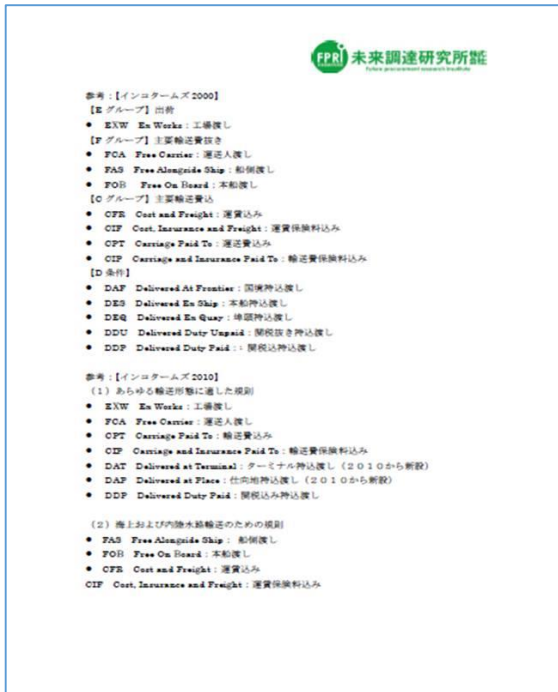 FPRI 未来調達研究所株式会社
Future procurement research institute
参考：【インコタームズ 2000】
【E グループ】出荷
● EXW Ex Works：工場渡し
【F グループ】主要輸送費抜き
● FCA Free Carrier：運送人渡し
● FAS Free Alongside Ship：船側渡し
● FOB Free On Board：本船渡し
【C グループ】主要輸送費込
● CFR Cost and Freight：運賃込み
● CIF Cost, Insurance and Freight：運賃保険料込み
● CPT Carriage Paid To：運送費込み
● CIP Carriage and Insurance Paid To：輸送費保険料込み
【D 条件】
● DAF Delivered At Frontier：国境持込渡し
● DES Delivered Ex Ship：本船持込渡し
● DEQ Delivered Ex Quay：埠頭持込渡し
● DDU Delivered Duty Unpaid：関税抜き持込渡し
● DDP Delivered Duty Paid：：関税込持込渡し
参考：【インコタームズ 2010】
（１）あらゆる輸送形態に適した規則
● EXW Ex Works：工場渡し
● FCA Free Carrier：運送人渡し
● CPT Carriage Paid To：輸送費込み
● CIP Carriage and Insurance Paid To：輸送費保険料込み
● DAT Delivered at Terminal：ターミナル持込渡し（２０１０から新設）
● DAP Delivered at Place：仕向地持込渡し（２０１０から新設）
● DDP Delivered Duty Paid：関税込み持込渡し
（２）海上および内陸水路輸送のための規則
● FAS Free Alongside Ship： 船側渡し
● FOB Free On Board：本船渡し
● CFR Cost and Freight：運賃込み
CIF Cost, Insurance and Freight：運賃保険料込み